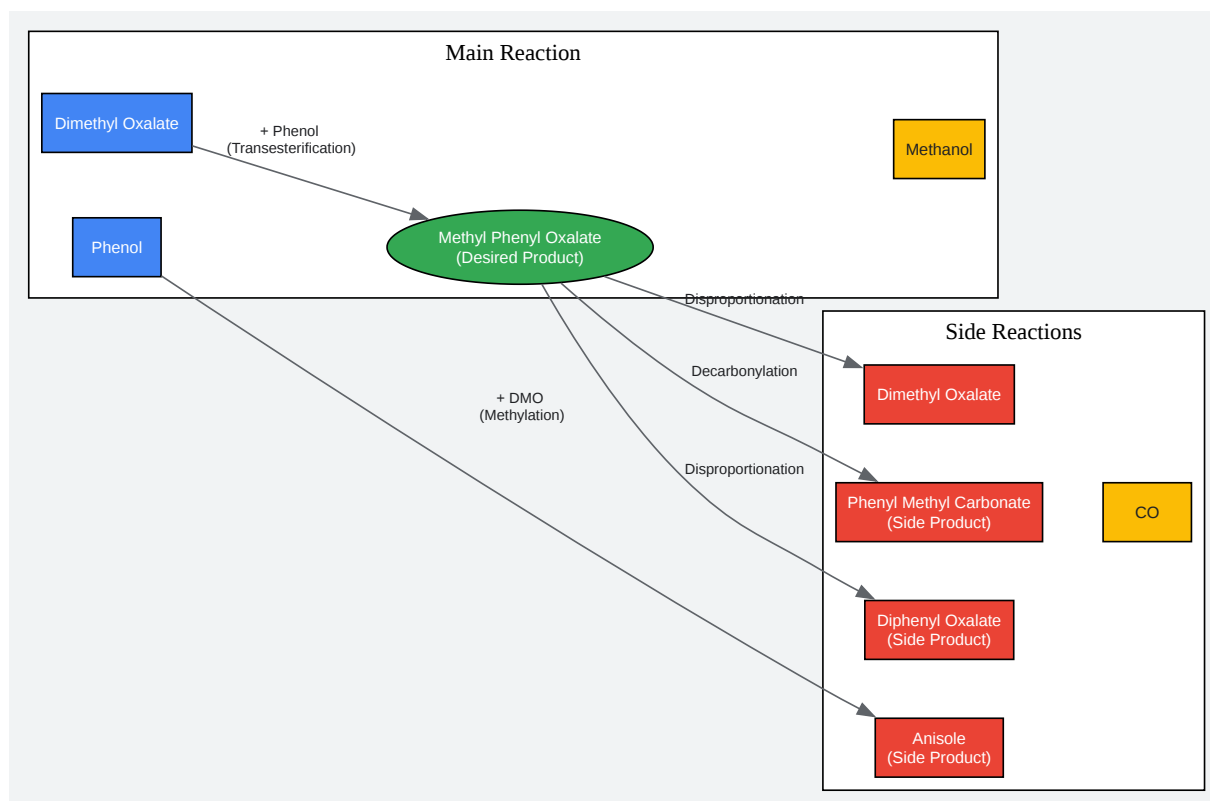 Main Reaction
Dimethyl Oxalate
+ Phenol
(Transesterification)
Methanol
Phenol
Methyl Phenyl Oxalate
(Desired Product)
Disproportionation
Side Reactions
Decarbonylation
Dimethyl Oxalate
+ DMO
(Methylation)
Disproportionation
Phenyl Methyl Carbonate
(Side Product)
CO
Diphenyl Oxalate
(Side Product)
Anisole
(Side Product)